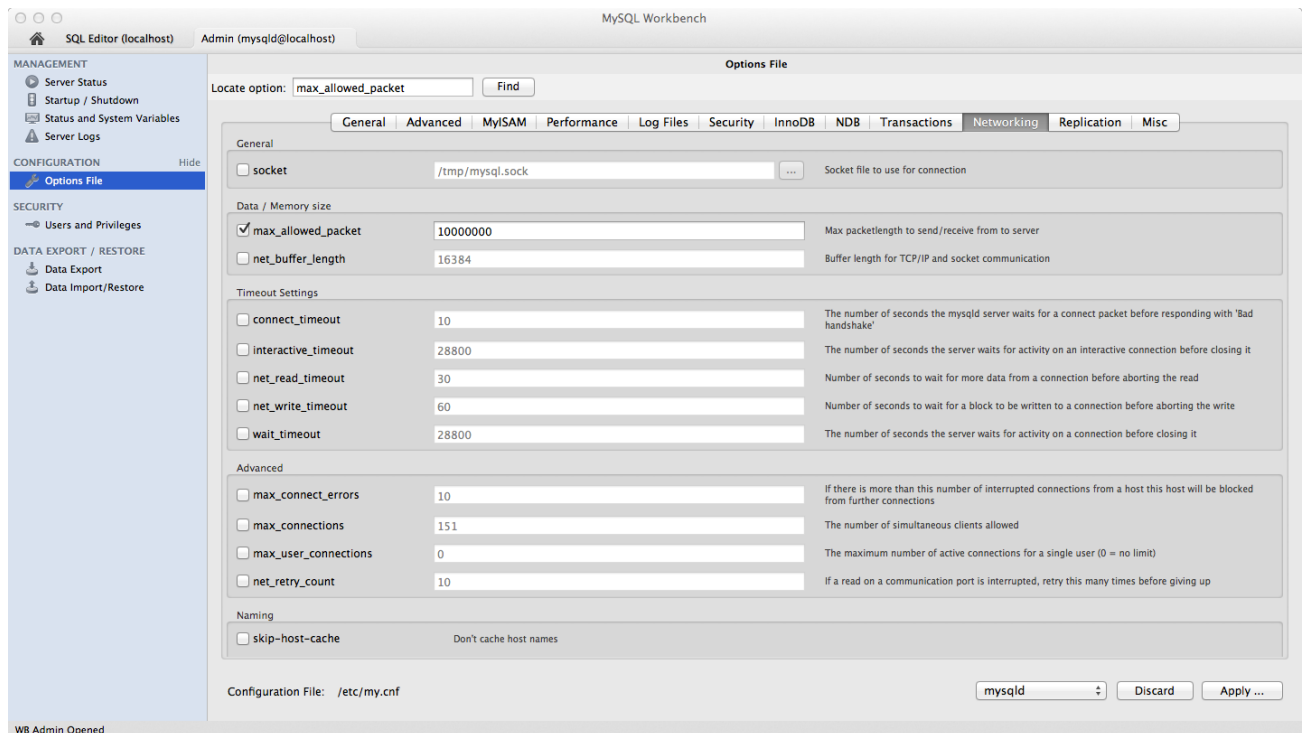 MySQL Workbench
SQL Editor (localhost)
Admin (mysqld@localhost)
MANAGEMENT
Server Status
Startup / Shutdown
Status and System Variables
Server Logs
CONFIGURATION Hide
Options File
SECURITY
Users and Privileges
DATA EXPORT / RESTORE
Data Export
Data Import/Restore
Options File
Locate option: max_allowed_packet Find
General Advanced MyISAM Performance Log Files Security InnoDB NDB Transactions Networking Replication Misc
General
socket /tmp/mysql.sock ... Socket file to use for connection
Data / Memory size
max_allowed_packet 10000000 Max packetlength to send/receive from to server
net_buffer_length 16384 Buffer length for TCP/IP and socket communication
Timeout Settings
connect_timeout 10 The number of seconds the mysqld server waits for a connect packet before responding with 'Bad
handshake'
interactive_timeout 28800 The number of seconds the server waits for activity on an interactive connection before closing it
net_read_timeout 30 Number of seconds to wait for more data from a connection before aborting the read
net_write_timeout 60 Number of seconds to wait for a block to be written to a connection before aborting the write
wait_timeout 28800 The number of seconds the server waits for activity on a connection before closing it
Advanced
max_connect_errors 10 If there is more than this number of interrupted connections from a host this host will be blocked
from further connections
max_connections 151 The number of simultaneous clients allowed
max_user_connections 0 The maximum number of active connections for a single user (0 = no limit)
net_retry_count 10 If a read on a communication port is interrupted, retry this many times before giving up
Naming
skip-host-cache Don't cache host names
Configuration File: /etc/my.cnf mysqld Discard Apply ...
WB Admin Opened